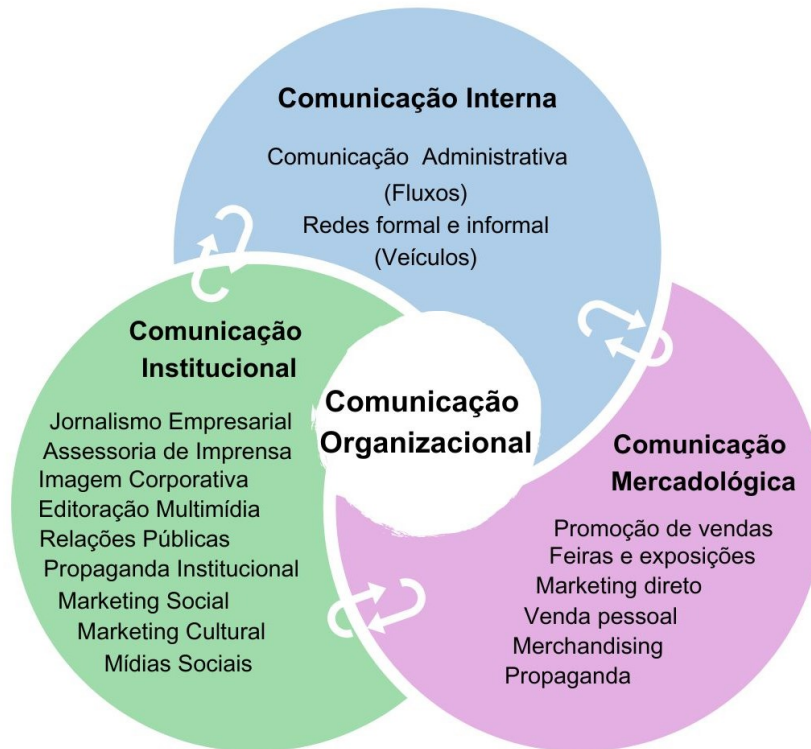 Comunicação Interna
Comunicação Administrativa
(Fluxos)
Redes formal e informal
(Veículos)
Comunicação
Institucional
Jornalismo Empresarial
Assessoria de Imprensa
Imagem Corporativa
Editoração Multimídia
Relações Públicas
Propaganda Institucional
Marketing Social
Marketing Cultural
Mídias Sociais
Comunicação
Organizacional
Comunicação
Mercadológica
Promoção de vendas
Feiras e exposições
Marketing direto
Venda pessoal
Merchandising
Propaganda